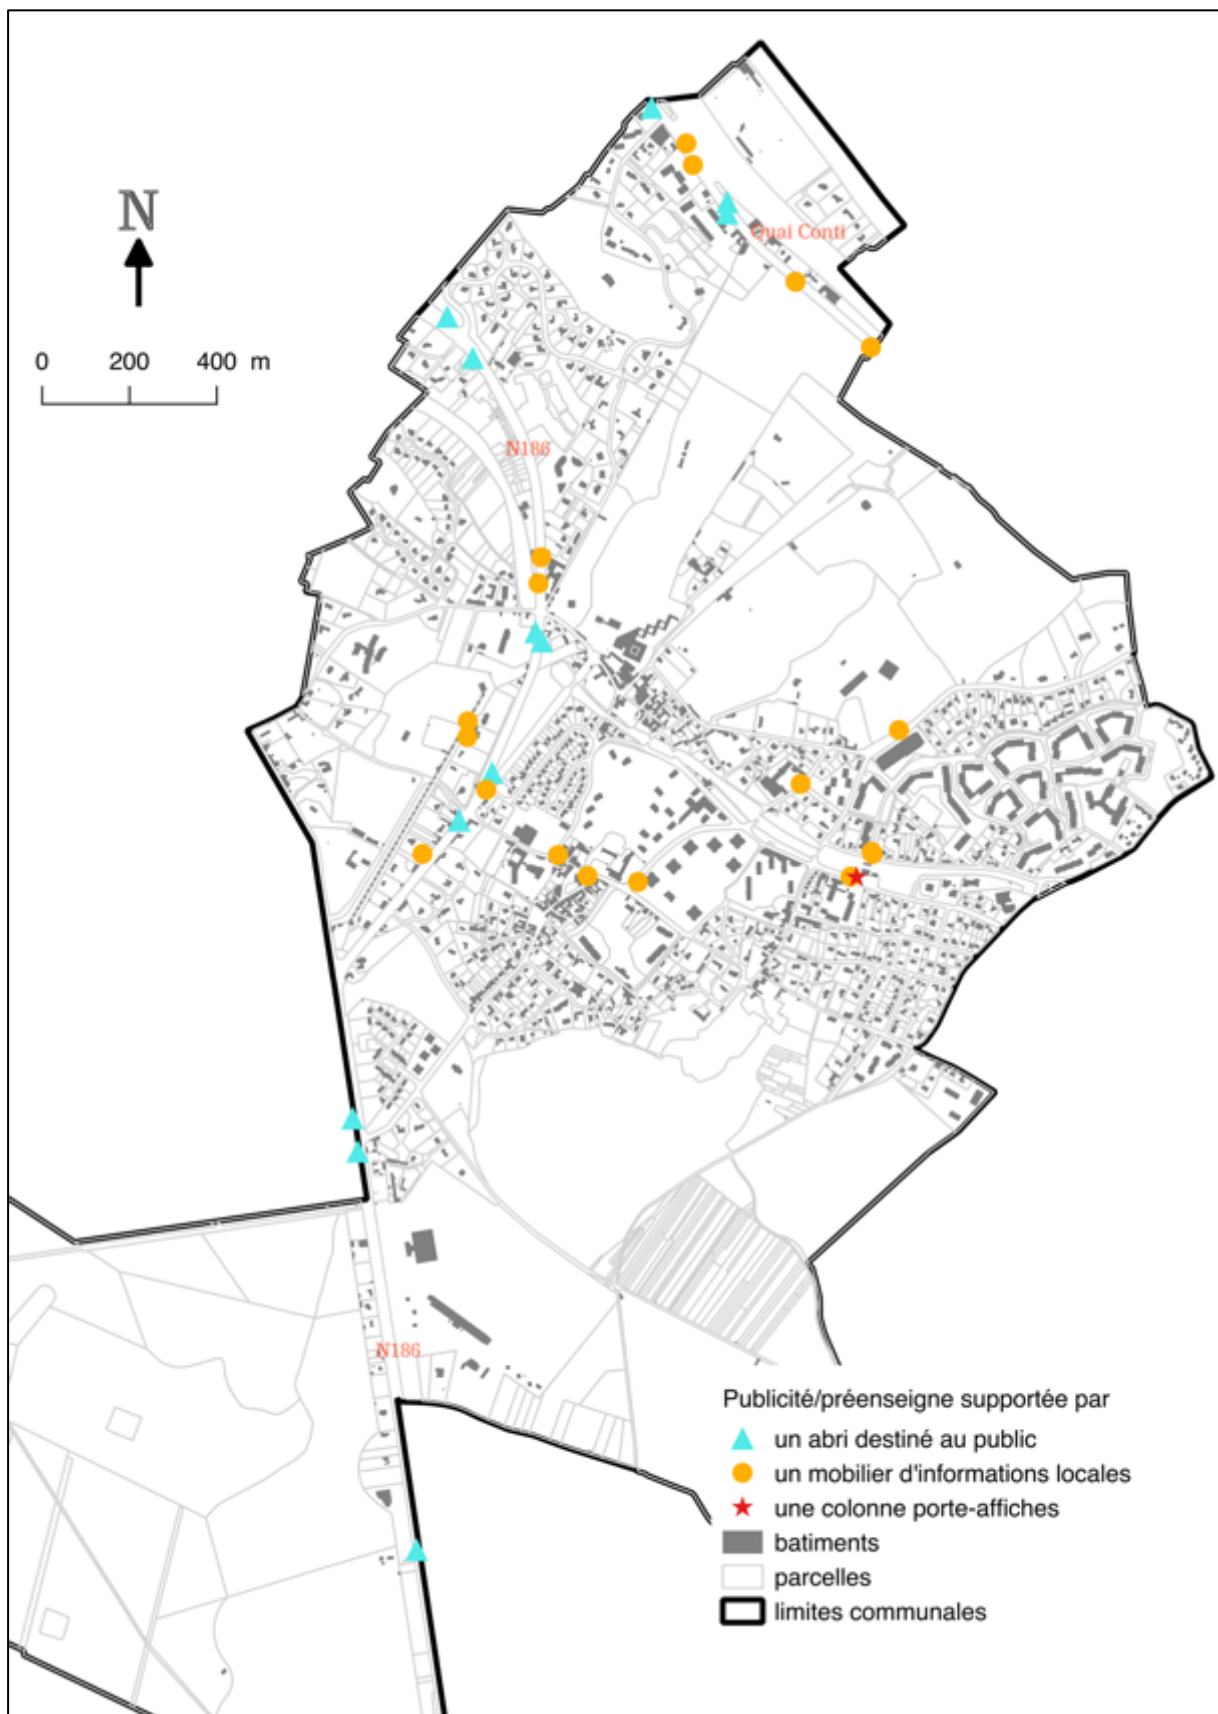 N
Quai Conti
0 200 400 m
N186
N186
Publicité/préenseigne supportée par
un abri destiné au public
un mobilier d'informations locales
une colonne porte-affiches
batiments
parcelles
limites communales